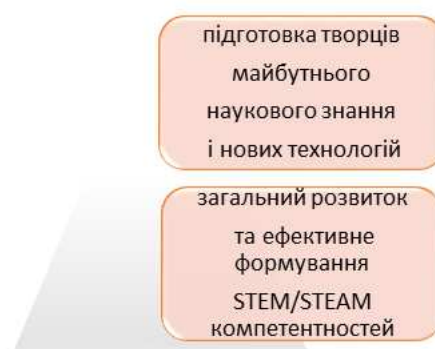 підготовка творців
майбутнього
наукового знання
і нових технологій
загальний розвиток
та ефективне
формування
STEM/STEAM
компетентностей